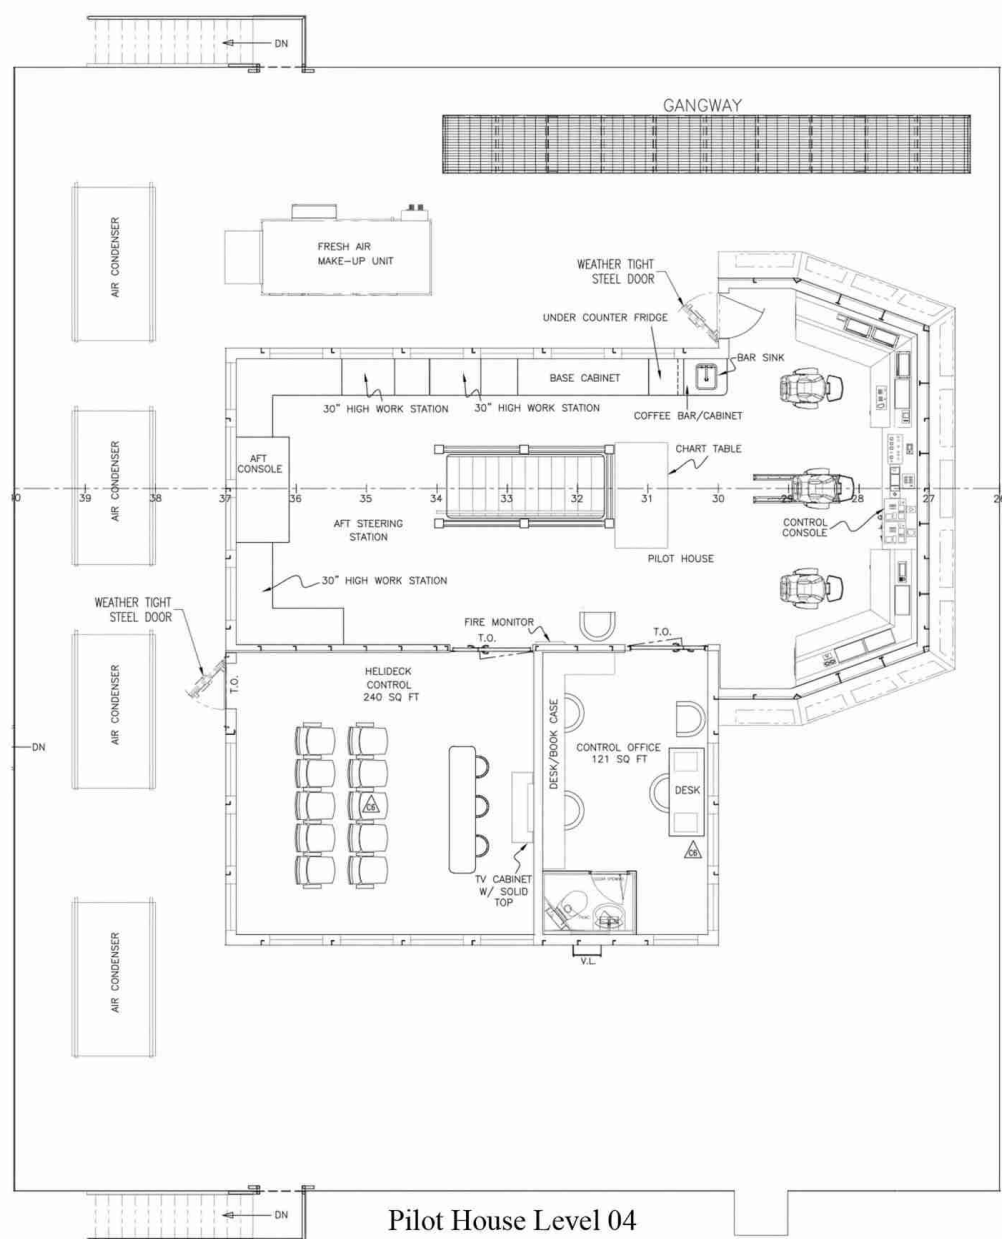 DN
GANGWAY
AIR CONDENSER
FRESH AIR
MAKE-UP UNIT
WEATHER TIGHT
STEEL DOOR
UNDER COUNTER FRIDGE
BAR SINK
BASE CABINET
30" HIGH WORK STATION
30" HIGH WORK STATION
COFFEE BAR/CABINET
AFT
CONSOLE
CHART TABLE
AIR CONDENSER
40
39
38
37
36
35
34
33
32
31
30
29
28
27
26
AFT STEERING
STATION
CONTROL
CONSOLE
PILOT HOUSE
30" HIGH WORK STATION
WEATHER TIGHT
STEEL DOOR
FIRE MONITOR
T.O.
T.O.
T.O.
HELIDECK
CONTROL
240 SQ FT
AIR CONDENSER
DN
DESK/BOOK CASE
CONTROL OFFICE
121 SQ FT
DESK
C6
C6
TV CABINET
W/ SOLID
TOP
AIR CONDENSER
V.L.
DN
Pilot House Level 04